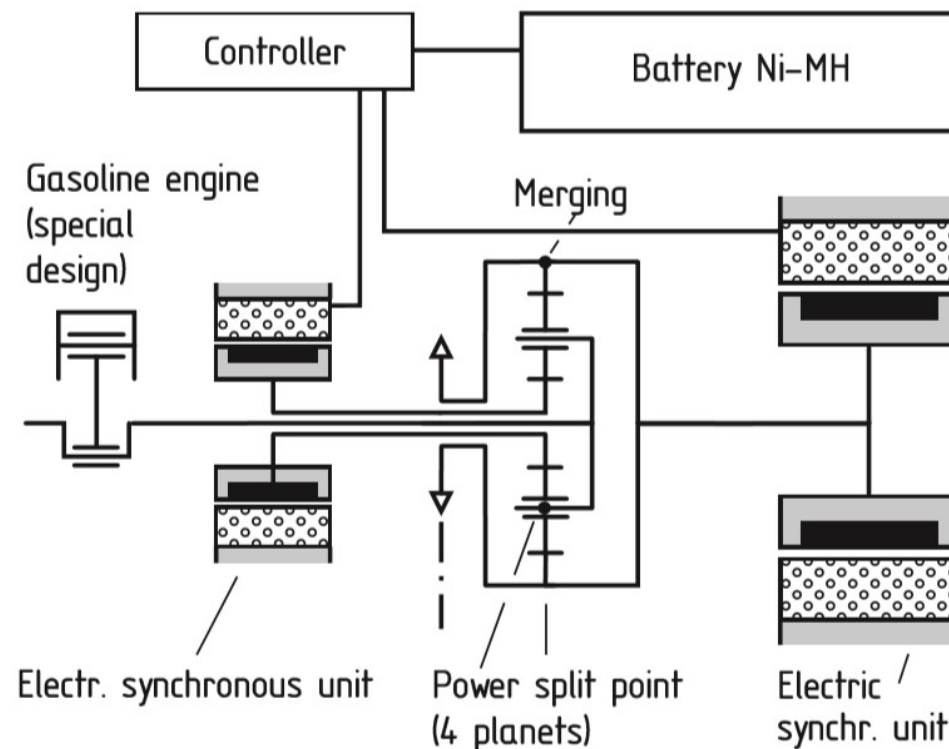 Controller
Battery Ni-MH
Gasoline engine
(special
design)
Merging
Electr. synchronous unit
Power split point
(4 planets)
Electric
synchr. unit